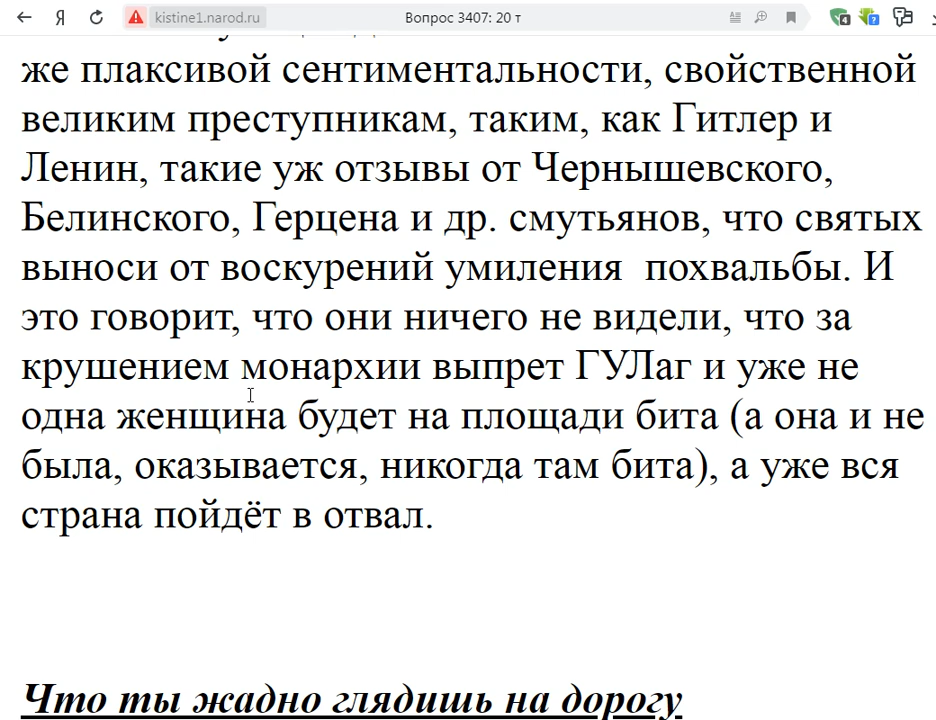 kistine1.narod.ru
Вопрос 3407: 20 т
же плаксивой сентиментальности, свойственной
великим преступникам, таким, как Гитлер и
Ленин, такие уж отзывы от Чернышевского,
Белинского, Герцена и др. смутьянов, что святых
выноси от воскурений умиления  похвальбы. И
это говорит, что они ничего не видели, что за
крушением монархии выпрет ГУЛаг и уже не
одна женщина будет на площади бита (а она и не
была, оказывается, никогда там бита), а уже вся
страна пойдёт в отвал.
Что ты жадно глядишь на дорогу